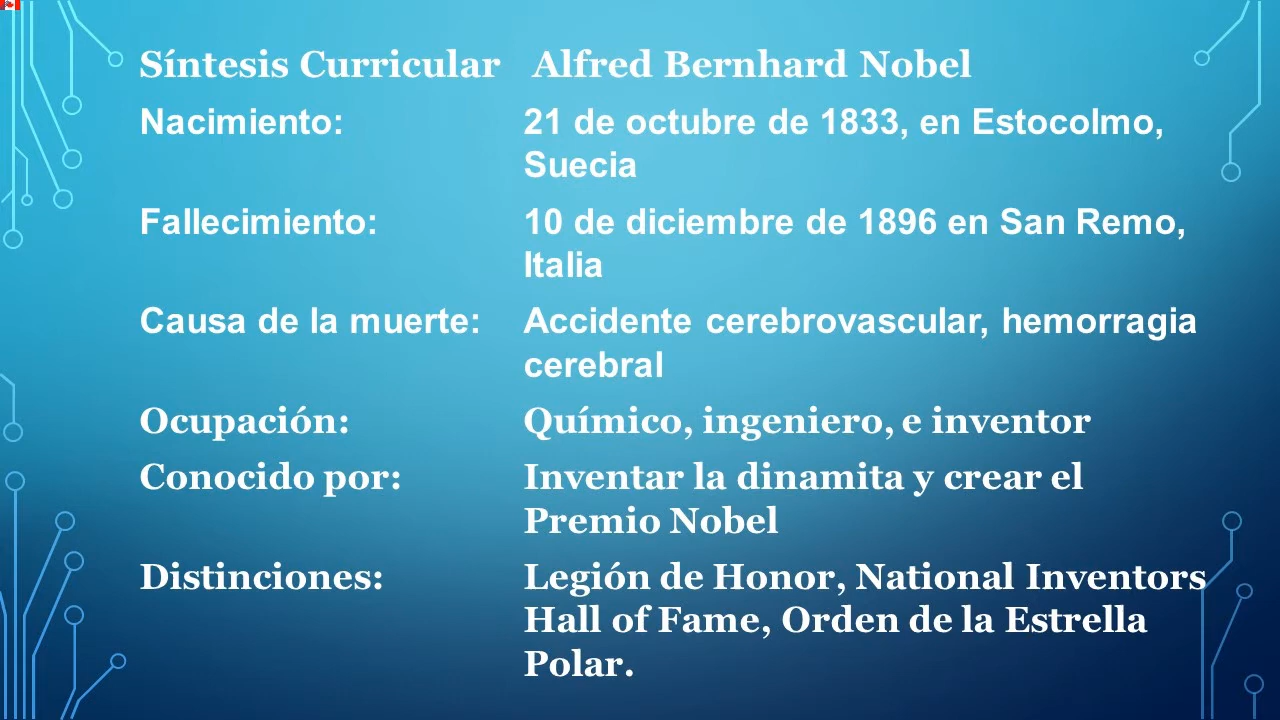 Síntesis Curricular Alfred Bernhard Nobel
Nacimiento: 21 de octubre de 1833, en Estocolmo,
Suecia
Fallecimiento: 10 de diciembre de 1896 en San Remo,
Italia
Causa de la muerte: Accidente cerebrovascular, hemorragia
cerebral
Ocupación: Químico, ingeniero, e inventor
Conocido por: Inventar la dinamita y crear el
Premio Nobel
Distinciones: Legión de Honor, National Inventors
Hall of Fame, Orden de la Estrella
Polar.